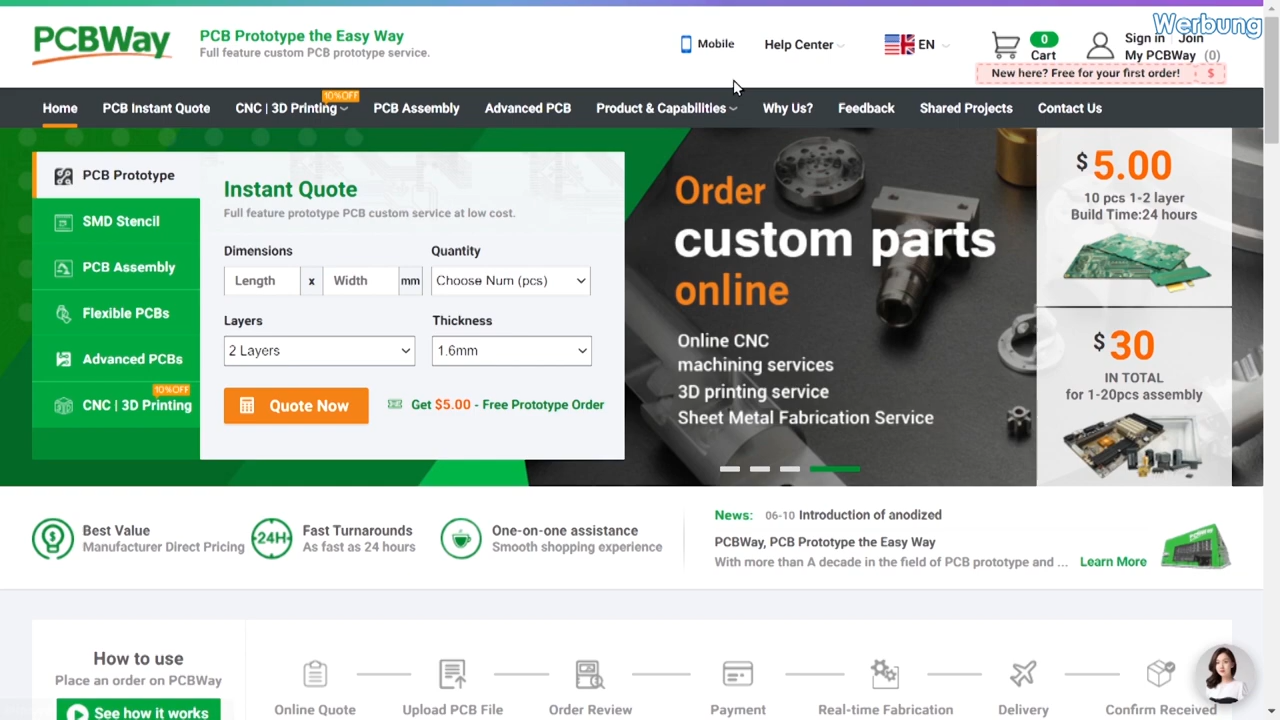 Werbung
PCBWay
PCB Prototype the Easy Way
Full feature custom PCB prototype service.
Mobile
Help Center
EN
0
Cart
Sign in
Join
My PCBWay (0)
New here? Free for your first order! $
Home
PCB Instant Quote
CNC | 3D Printing
10%OFF
PCB Assembly
Advanced PCB
Product & Capabilities
Why Us?
Feedback
Shared Projects
Contact Us
PCB Prototype
SMD Stencil
PCB Assembly
Flexible PCBs
Advanced PCBs
10%OFF
CNC | 3D Printing
Instant Quote
Full feature prototype PCB custom service at low cost.
Dimensions
Quantity
Length x Width mm
Choose Num (pcs)
Layers
Thickness
2 Layers
1.6mm
Quote Now
Get $5.00 - Free Prototype Order
Order
custom parts
online
Online CNC
machining services
3D printing service
Sheet Metal Fabrication Service
$5.00
10 pcs 1-2 layer
Build Time:24 hours
$30
IN TOTAL
for 1-20pcs assembly
Best Value
Manufacturer Direct Pricing
24H
Fast Turnarounds
As fast as 24 hours
One-on-one assistance
Smooth shopping experience
News: 06-10 Introduction of anodized
PCBWay, PCB Prototype the Easy Way
With more than A decade in the field of PCB prototype and ...
Learn More
How to use
Place an order on PCBWay
See how it works
Online Quote
Upload PCB File
Order Review
Payment
Real-time Fabrication
Delivery
Confirm Received